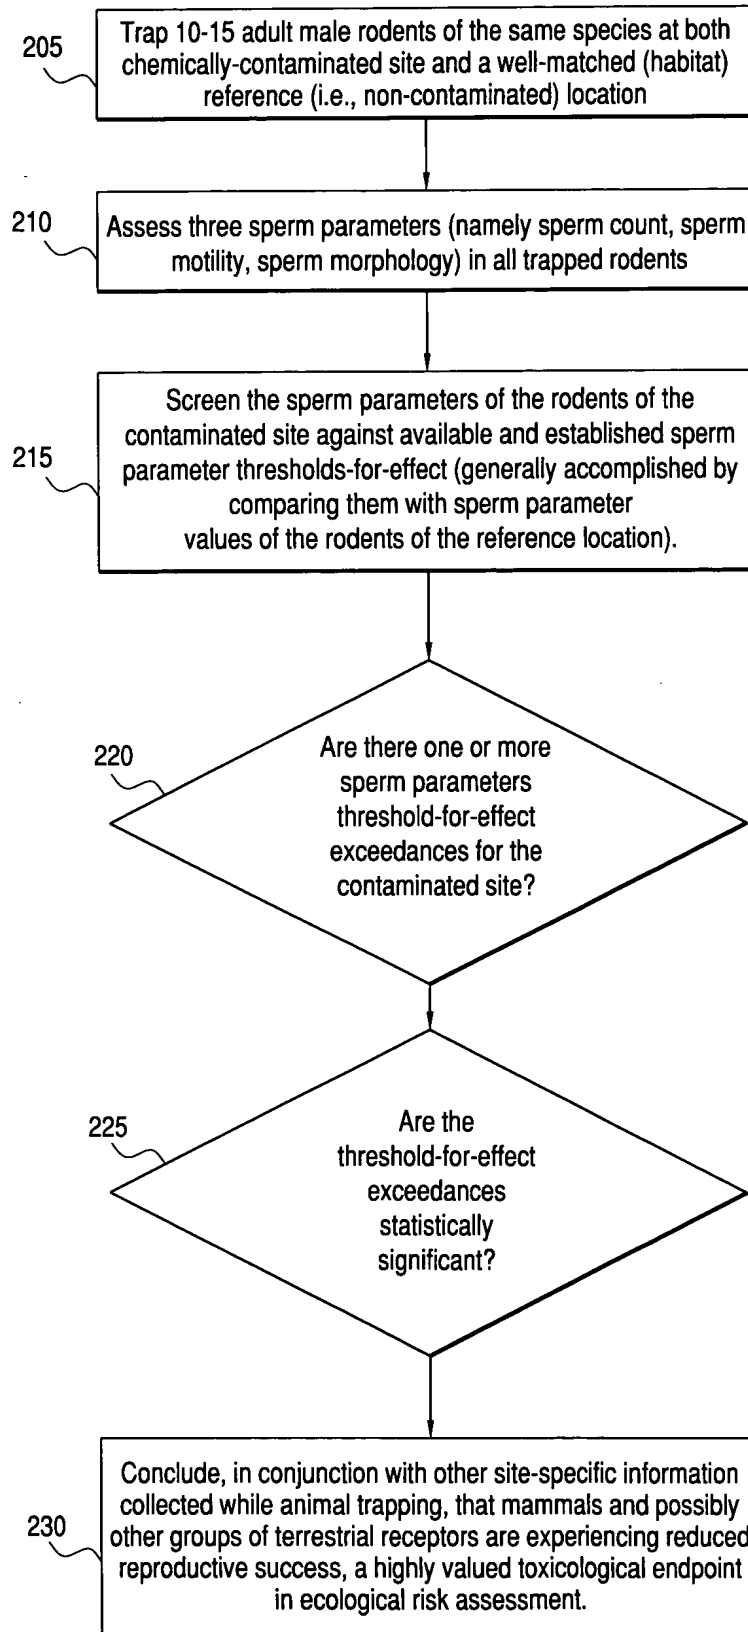 205
Trap 10-15 adult male rodents of the same species at both
chemically-contaminated site and a well-matched (habitat)
reference (i.e., non-contaminated) location
210
Assess three sperm parameters (namely sperm count, sperm
motility, sperm morphology) in all trapped rodents
215
Screen the sperm parameters of the rodents of the
contaminated site against available and established sperm
parameter thresholds-for-effect (generally accomplished by
comparing them with sperm parameter
values of the rodents of the reference location).
220
Are there one or more
sperm parameters
threshold-for-effect
exceedances for the
contaminated site?
225
Are the
threshold-for-effect
exceedances
statistically
significant?
230
Conclude, in conjunction with other site-specific information
collected while animal trapping, that mammals and possibly
other groups of terrestrial receptors are experiencing reduced
reproductive success, a highly valued toxicological endpoint
in ecological risk assessment.